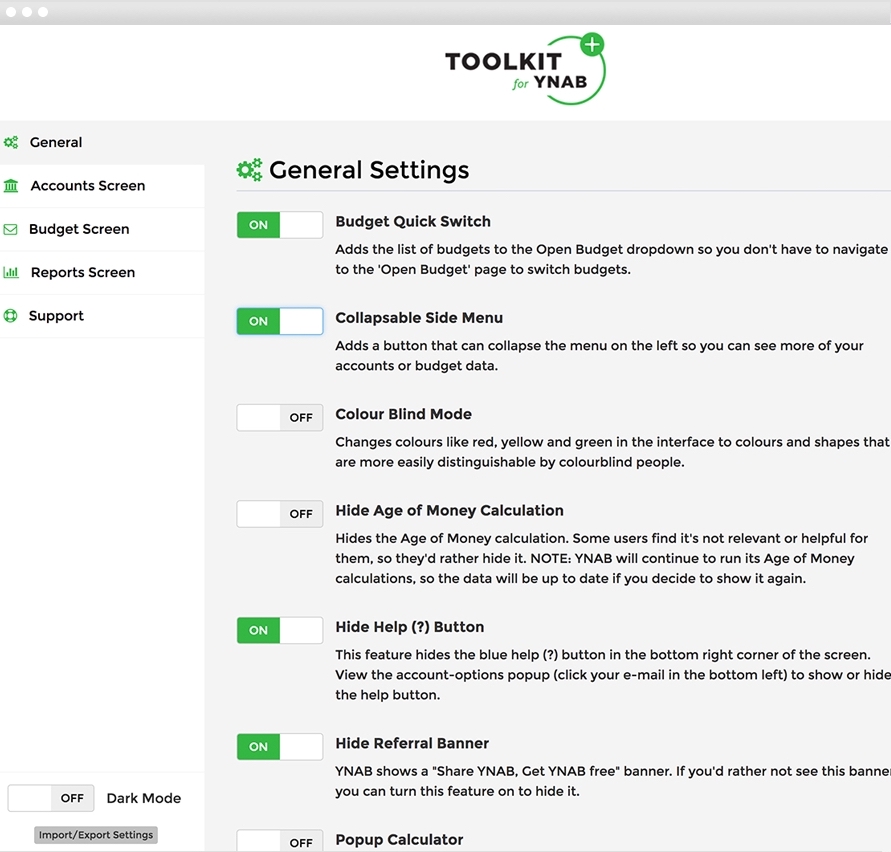 TOOLKIT
for YNAB
General
Accounts Screen
Budget Screen
Reports Screen
Support
General Settings
ON
Budget Quick Switch
Adds the list of budgets to the Open Budget dropdown so you don't have to navigate
to the 'Open Budget' page to switch budgets.
ON
Collapsable Side Menu
Adds a button that can collapse the menu on the left so you can see more of your
accounts or budget data.
OFF
Colour Blind Mode
Changes colours like red, yellow and green in the interface to colours and shapes that
are more easily distinguishable by colourblind people.
OFF
Hide Age of Money Calculation
Hides the Age of Money calculation. Some users find it's not relevant or helpful for
them, so they'd rather hide it. NOTE: YNAB will continue to run its Age of Money
calculations, so the data will be up to date if you decide to show it again.
ON
Hide Help (?) Button
This feature hides the blue help (?) button in the bottom right corner of the screen.
View the account-options popup (click your e-mail in the bottom left) to show or hide
the help button.
ON
Hide Referral Banner
YNAB shows a "Share YNAB, Get YNAB free" banner. If you'd rather not see this banner
you can turn this feature on to hide it.
OFF
Popup Calculator
OFF
Dark Mode
Import/Export Settings